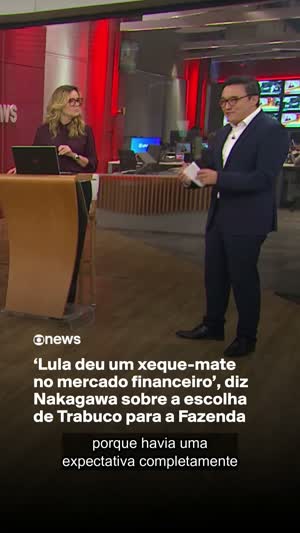 NEWS
news
‘Lula deu um xeque-mate
no mercado financeiro’, diz
Nakagawa sobre a escolha
de Trabuco para a Fazenda
porque havia uma
expectativa completamente